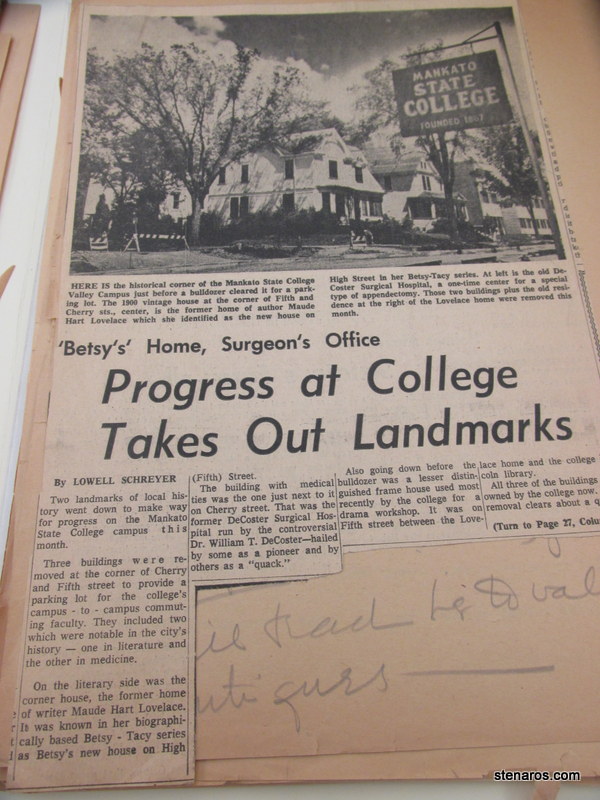 MANKATO
STATE
COLLEGE
FOUNDED 1867
HERE IS the historical corner of the Mankato State College
Valley Campus just before a bulldozer cleared it for a park-
ing lot. The 1900 vintage house at the corner of Fifth and
Cherry sts., center, is the former home of author Maude
Hart Lovelace which she identified as the new house on
High Street in her Betsy-Tacy series. At left is the old De-
Coster Surgical Hospital, a one-time center for a special
type of appendectomy. Those two buildings plus the old resi-
dence at the right of the Lovelace home were removed this
month.
'Betsy's' Home, Surgeon's Office
Progress at College
Takes Out Landmarks
By LOWELL SCHREYER
Two landmarks of local his-
tory went down to make way
for progress on the Mankato
State College campus this
month.
Three buildings were re-
moved at the corner of Cherry
and Fifth street to provide a
parking lot for the college's
campus - to - campus commut-
ing faculty. They included two
which were notable in the city's
history — one in literature and
the other in medicine.
On the literary side was the
corner house, the former home
of writer Maude Hart Lovelace.
It was known in her biographi-
cally based Betsy - Tacy series
as Betsy's new house on High
(Fifth) Street.
The building with medical
ties was the one just next to it
on Cherry street. That was the
former DeCoster Surgical Hos-
pital run by the controversial
Dr. William T. DeCoster—hailed
by some as a pioneer and by
others as a "quack."
Also going down before the
bulldozer was a lesser distin-
guished frame house used most
recently by the college for a
drama workshop. It was on
Fifth street between the Love-
lace home and the college
coln library.
All three of the buildings
owned by the college now,
removal clears about a q
(Turn to Page 27, Colu
had
stenaros.com